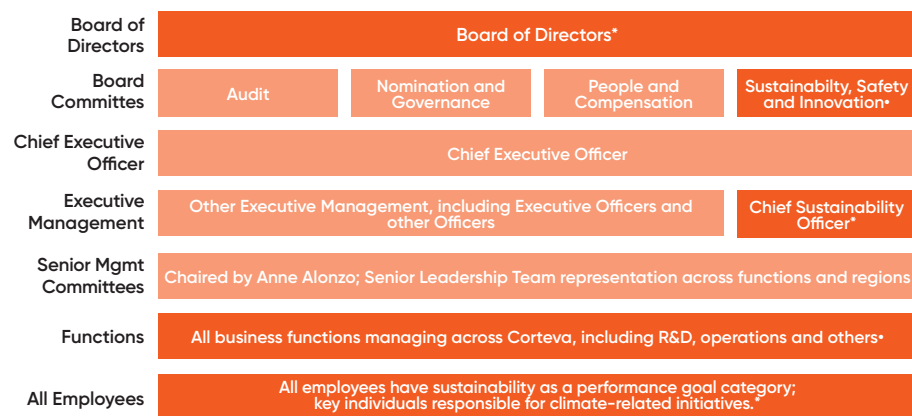 Board of
Directors
Board of Directors*
Board
Committes
Audit
Nomination and
Governance
People and
Compensation
Sustainabilty, Safety
and Innovation•
Chief Executive
Officer
Chief Executive Officer
Executive
Management
Other Executive Management, including Executive Officers and
other Officers
Chief Sustainability
Officer*
Senior Mgmt
Committees
Chaired by Anne Alonzo; Senior Leadership Team representation across functions and regions
Functions
All business functions managing across Corteva, including R&D, operations and others•
All Employees
All employees have sustainability as a performance goal category;
key individuals responsible for climate-related initiatives.*